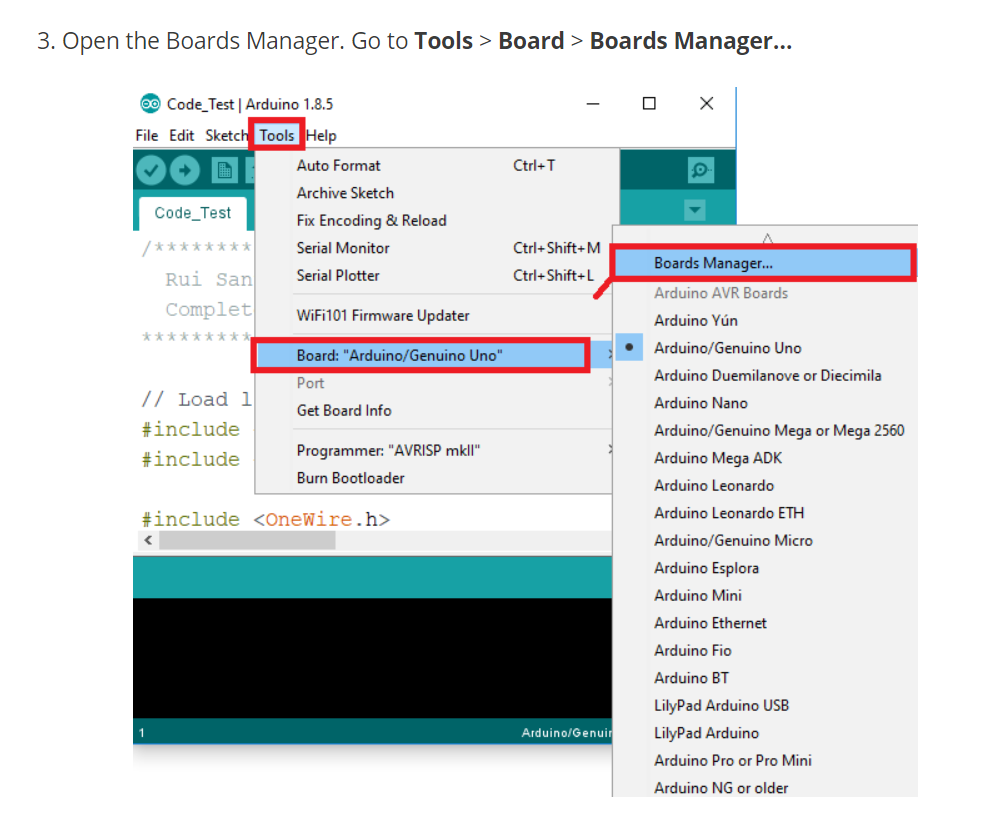 3. Open the Boards Manager. Go to Tools > Board > Boards Manager...
Code_Test | Arduino 1.8.5
File Edit Sketch Tools Help
Auto Format Ctrl+T
Archive Sketch
Fix Encoding & Reload
Serial Monitor Ctrl+Shift+M
Serial Plotter Ctrl+Shift+L
WiFi101 Firmware Updater
Board: "Arduino/Genuino Uno"
Port
Get Board Info
Programmer: "AVRISP mkII"
Burn Bootloader
Code_Test
/********
Rui San
Complet
*********
// Load l
#include
#include
#include <OneWire.h>
1 Arduino/Genuin
Boards Manager...
Arduino AVR Boards
Arduino Yún
Arduino/Genuino Uno
Arduino Duemilanove or Diecimila
Arduino Nano
Arduino/Genuino Mega or Mega 2560
Arduino Mega ADK
Arduino Leonardo
Arduino Leonardo ETH
Arduino/Genuino Micro
Arduino Esplora
Arduino Mini
Arduino Ethernet
Arduino Fio
Arduino BT
LilyPad Arduino USB
LilyPad Arduino
Arduino Pro or Pro Mini
Arduino NG or older